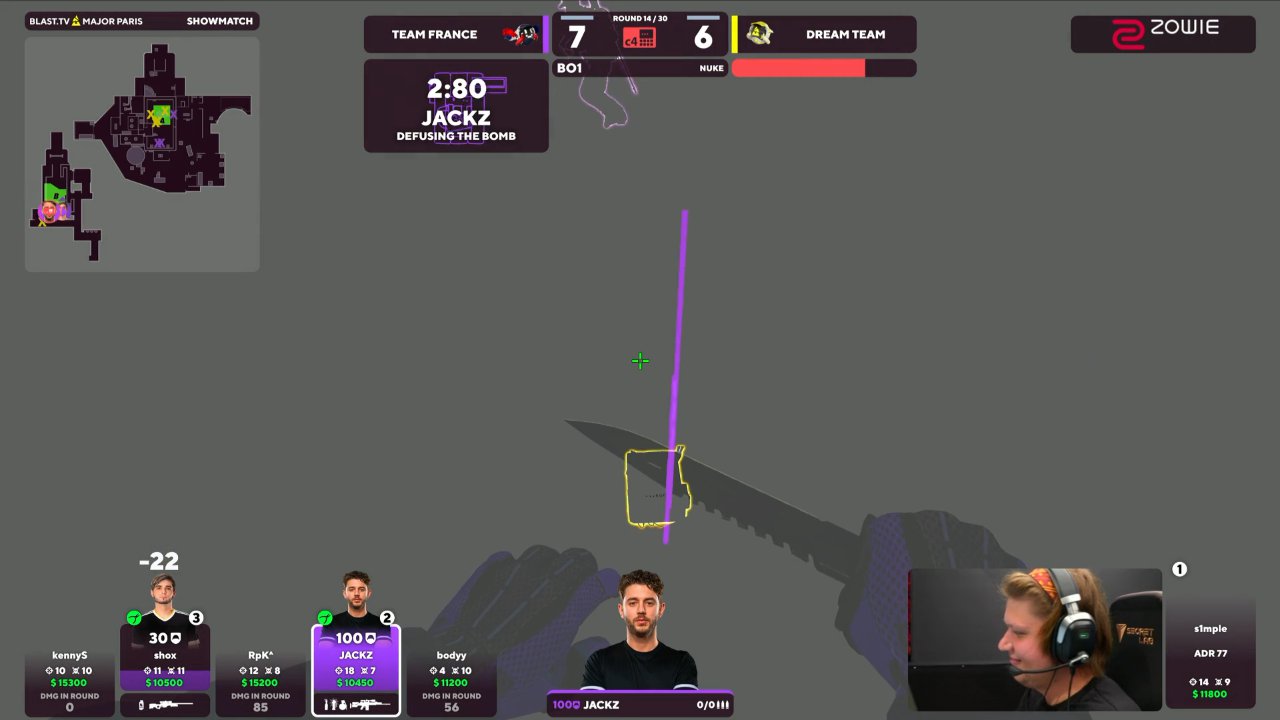 BLAST.TV MAJOR PARIS SHOWMATCH
TEAM FRANCE
7
ROUND 14 / 30
C4
6
DREAM TEAM
BO1
NUKE
ZOWIE
2:80
JACKZ
DEFUSING THE BOMB
B
-22
3
30
shox
11 11
$10500
kennyS
10 10
$15300
DMG IN ROUND
0
RpK^
12 8
$15200
DMG IN ROUND
85
2
100
JACKZ
18 7
$10450
bodyy
4 10
$11200
DMG IN ROUND
56
100 JACKZ 0/0
SECRET
LAB
1
s1mple
ADR 77
14 9
$11800